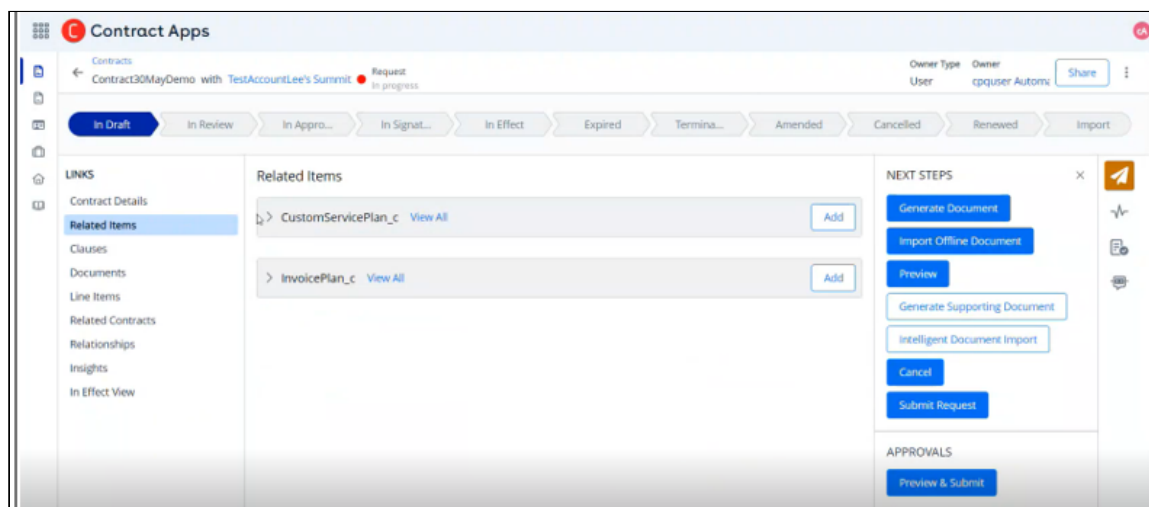 Contract Apps
CA
Contracts
Contract30MayDemo with TestAccountLee's Summit
Request
In progress
Owner Type
User
Owner
cpquser Automa
Share
In Draft
In Review
In Appro...
In Signat...
In Effect
Expired
Termina...
Amended
Cancelled
Renewed
Import
LINKS
Contract Details
Related Items
Clauses
Documents
Line Items
Related Contracts
Relationships
Insights
In Effect View
Related Items
CustomServicePlan_c View All
Add
InvoicePlan_c View All
Add
NEXT STEPS
Generate Document
Import Offline Document
Preview
Generate Supporting Document
Intelligent Document Import
Cancel
Submit Request
APPROVALS
Preview & Submit